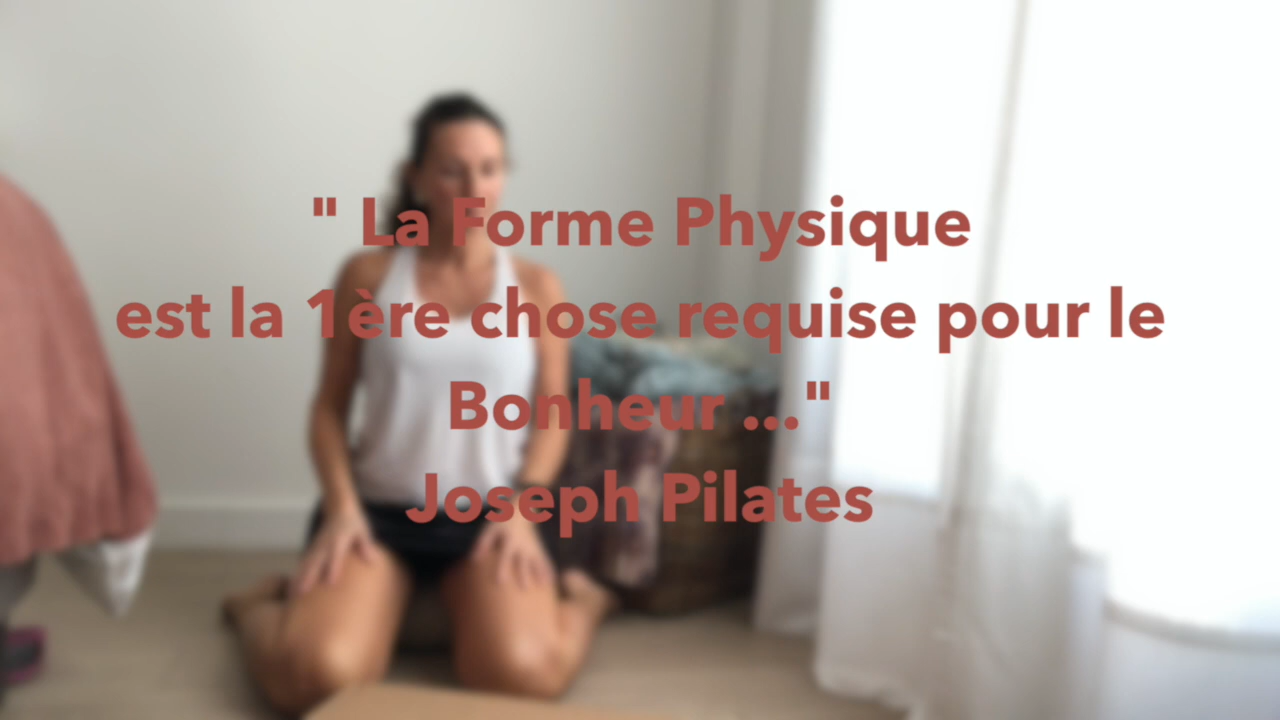 " La Forme Physique
est la 1ère chose requise pour le
Bonheur ..."
Joseph Pilates